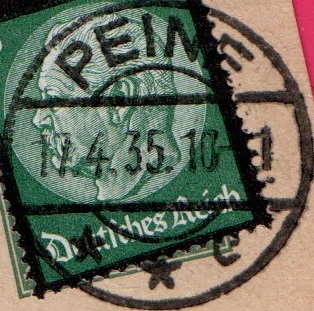 PEINE
17.4.35.10-11
Deutsches Reich
* * c